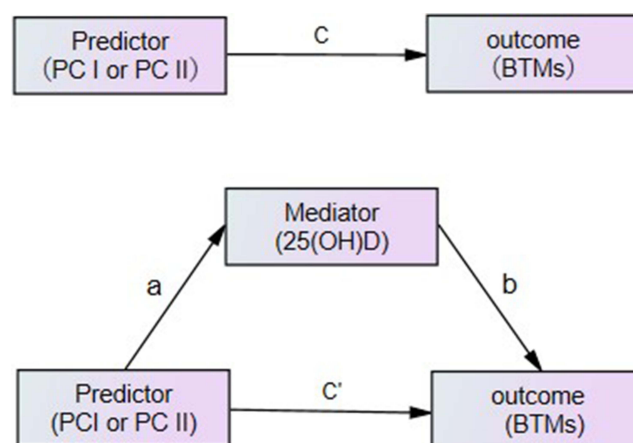 Predictor
(PC I or PC II)
C
outcome
(BTMs)
Mediator
(25(OH)D)
a
b
Predictor
(PCI or PC II)
C'
outcome
(BTMs)